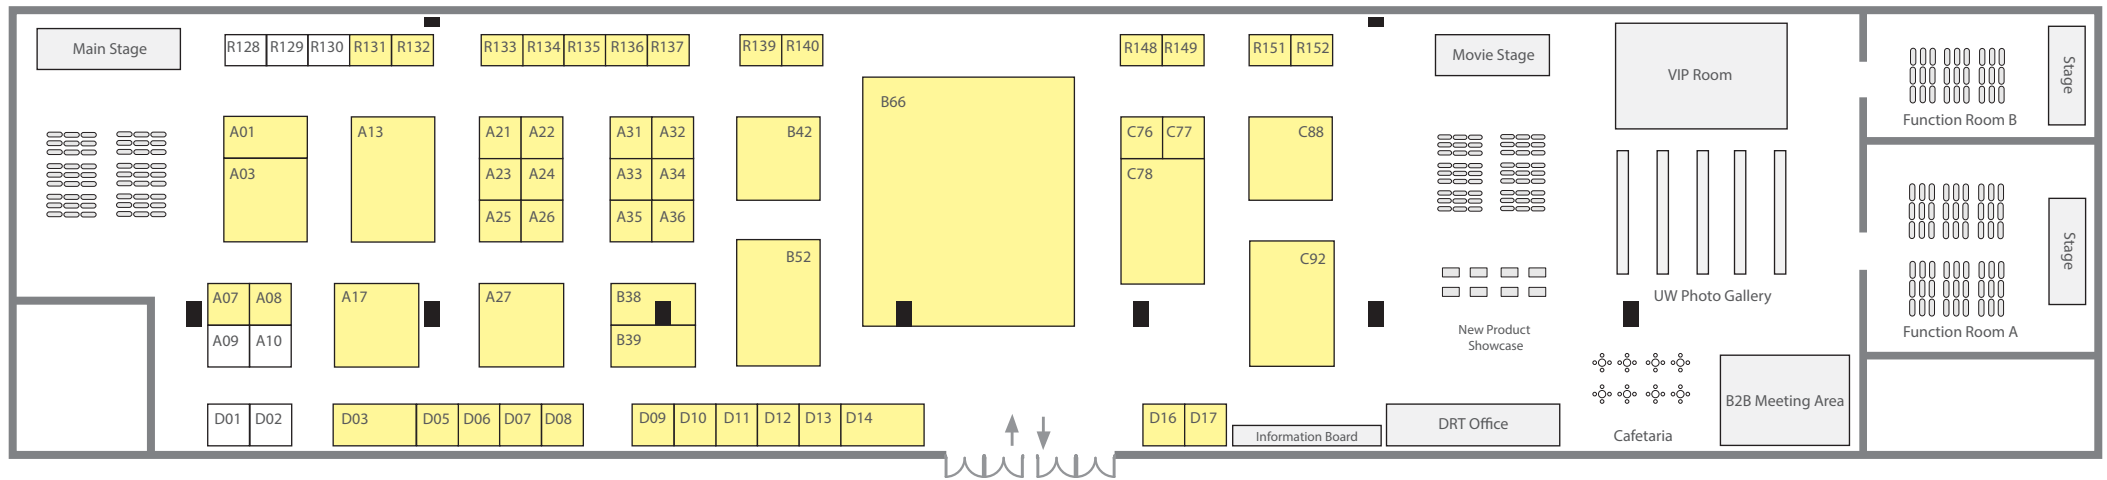 Main Stage
R128
R129
R130
R131
R132
R133
R134
R135
R136
R137
R139
R140
R148
R149
R151
R152
Movie Stage
VIP Room
Stage
Function Room B
A01
A03
A13
A21
A22
A23
A24
A25
A26
A31
A32
A33
A34
A35
A36
B42
B52
B66
C76
C77
C78
C88
C92
UW Photo Gallery
Stage
Function Room A
A07
A08
A09
A10
A17
A27
B38
B39
New Product
Showcase
D01
D02
D03
D05
D06
D07
D08
D09
D10
D11
D12
D13
D14
D16
D17
Information Board
DRT Office
Cafetaria
B2B Meeting Area